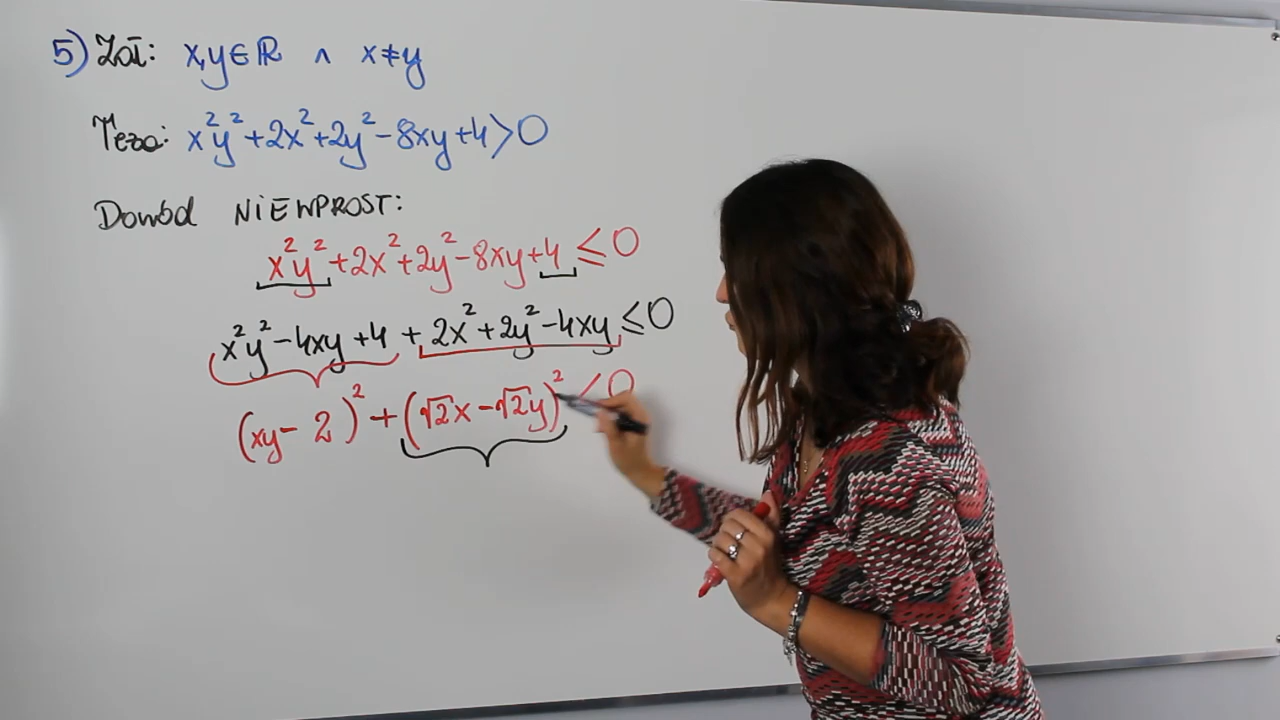 5) Zał: x,y∈ℝ ∧ x≠y
Teza: x²y²+2x²+2y²-8xy+4>0
Dowód NiEWPROST:
x²y²+2x²+2y²-8xy+4≤0
x²y²-4xy+4+2x²+2y²-4xy≤0
(xy-2)²+(√2x-√2y)²≤0